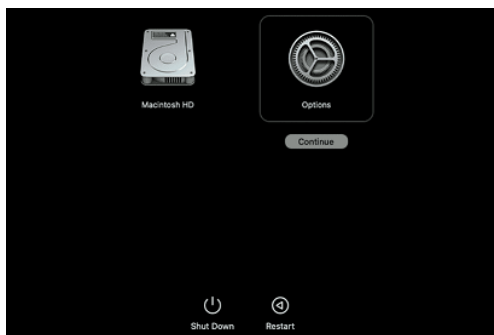 Macintosh HD
Options
Continue
Shut Down
Restart